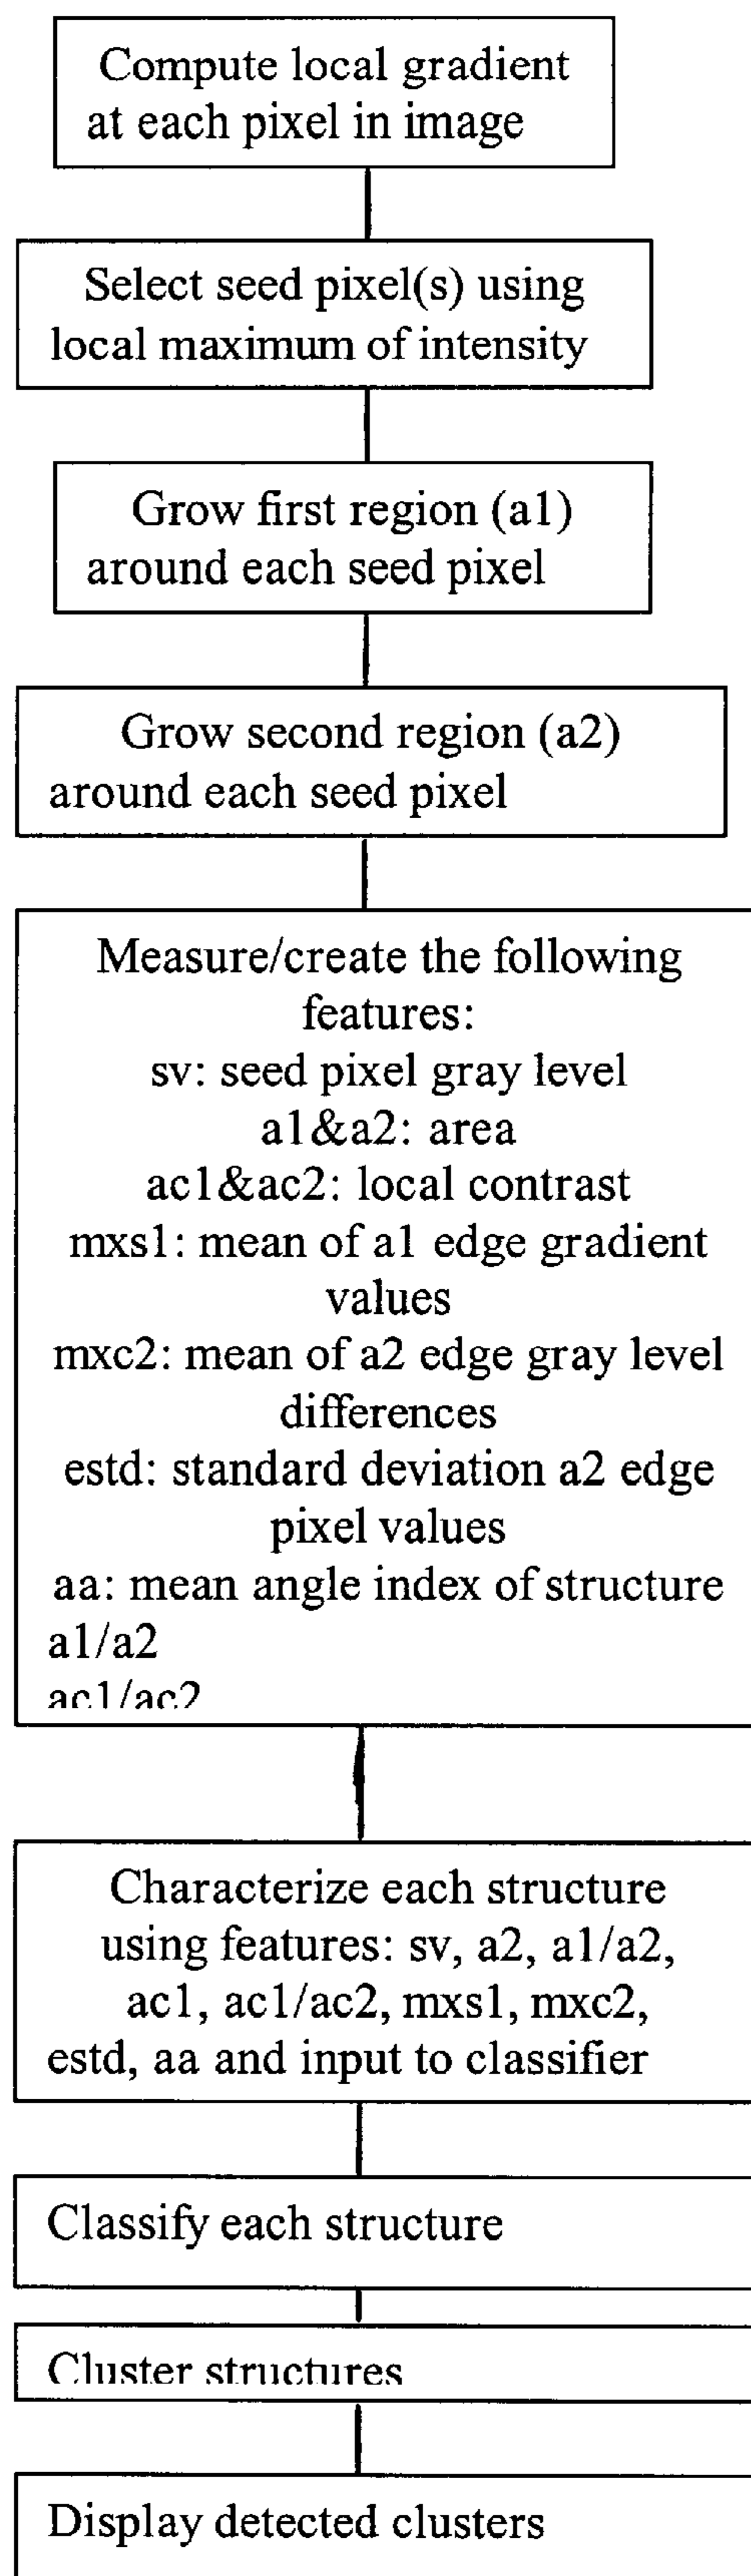 Compute local gradient
at each pixel in image
Select seed pixel(s) using
local maximum of intensity
Grow first region (a1)
around each seed pixel
Grow second region (a2)
around each seed pixel
Measure/create the following
features:
sv: seed pixel gray level
a1&a2: area
ac1&ac2: local contrast
mxs1: mean of a1 edge gradient
values
mxc2: mean of a2 edge gray level
differences
estd: standard deviation a2 edge
pixel values
aa: mean angle index of structure
a1/a2
ac1/ac2
Characterize each structure
using features: sv, a2, a1/a2,
ac1, ac1/ac2, mxs1, mxc2,
estd, aa and input to classifier
Classify each structure
Cluster structures
Display detected clusters